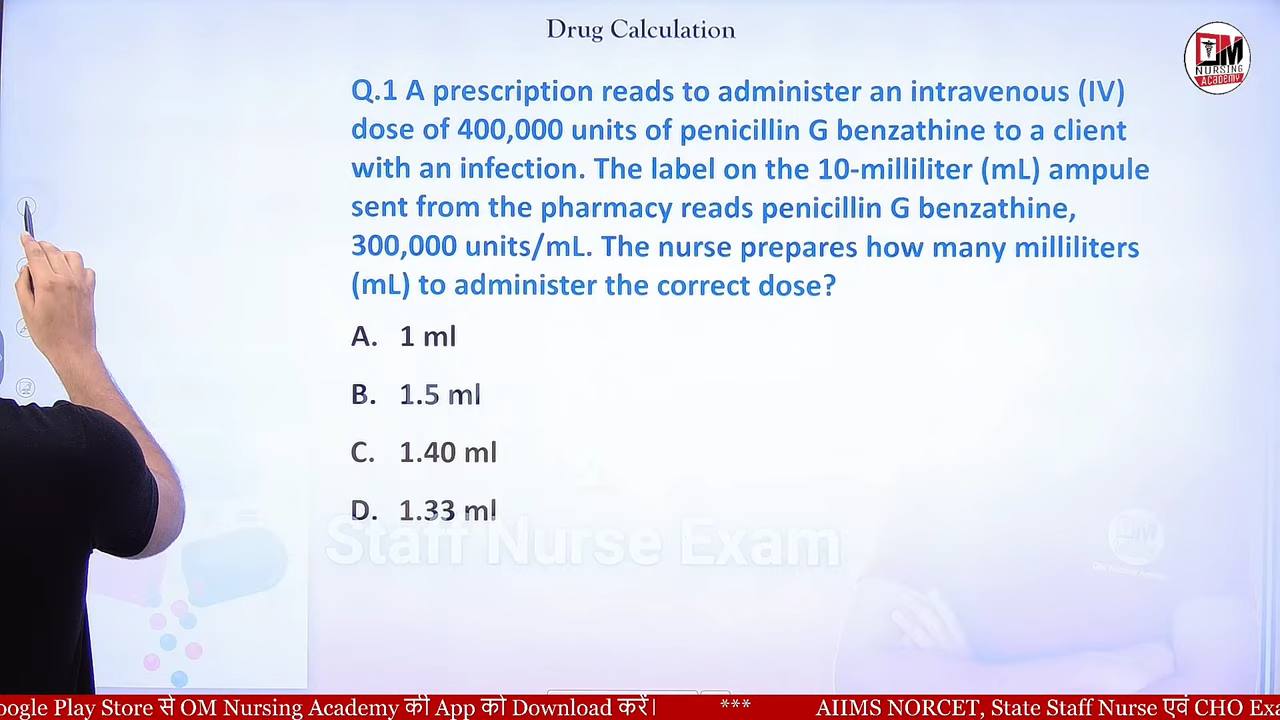 Drug Calculation
OM
NURSING
ACADEMY
Q.1 A prescription reads to administer an intravenous (IV)
dose of 400,000 units of penicillin G benzathine to a client
with an infection. The label on the 10-milliliter (mL) ampule
sent from the pharmacy reads penicillin G benzathine,
300,000 units/mL. The nurse prepares how many milliliters
(mL) to administer the correct dose?
A. 1 ml
B. 1.5 ml
C. 1.40 ml
D. 1.33 ml
Staff Nurse Exam
oogle Play Store से OM Nursing Academy की App को Download करें। *** AIIMS NORCET, State Staff Nurse एवं CHO Exa